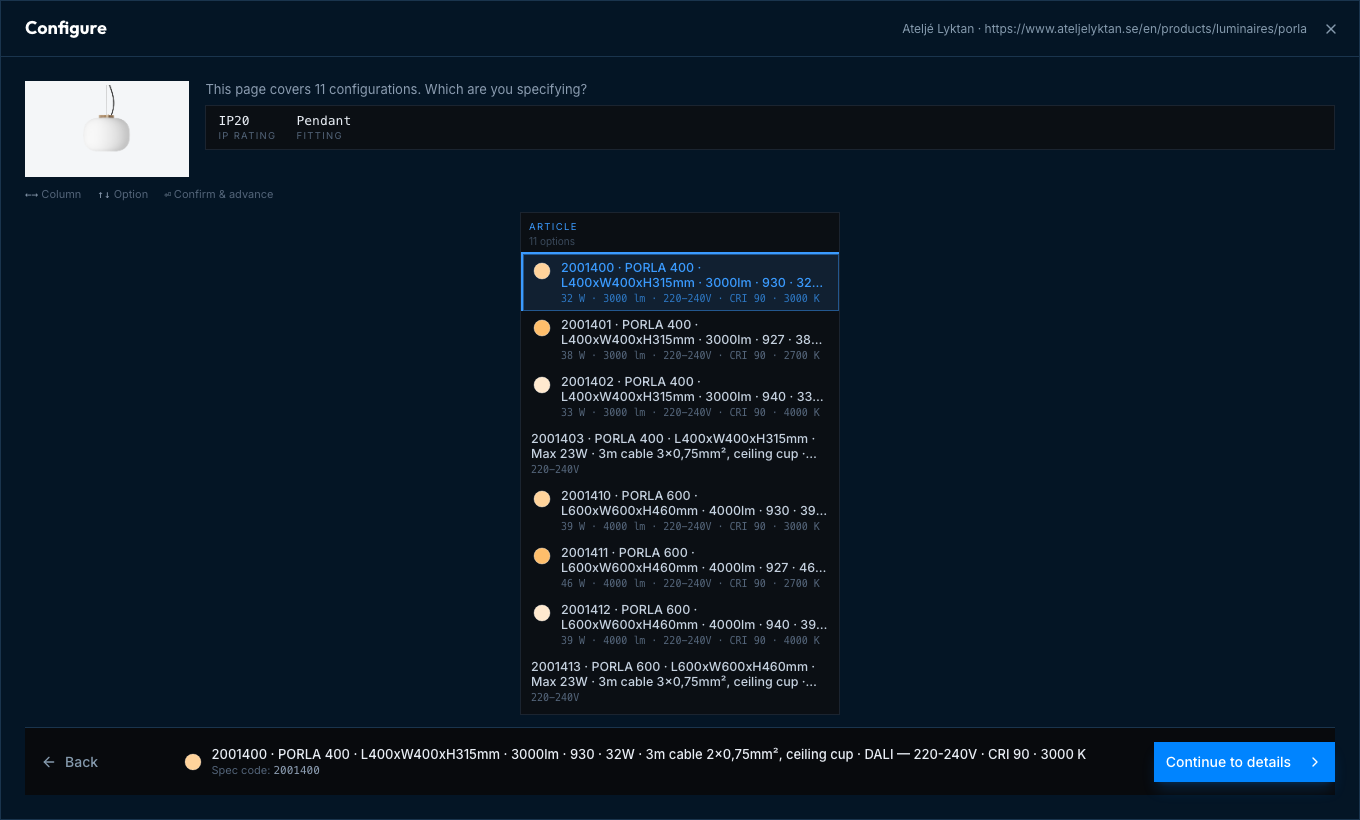 Configure
Ateljé Lyktan · https://www.ateljelyktan.se/en/products/luminaires/porla
This page covers 11 configurations. Which are you specifying?
IP20 Pendant
IP RATING FITTING
←→ Column ↑↓ Option ⏎ Confirm & advance
ARTICLE
11 options
2001400 · PORLA 400 ·
L400xW400xH315mm · 3000lm · 930 · 32…
32 W · 3000 lm · 220–240V · CRI 90 · 3000 K
2001401 · PORLA 400 ·
L400xW400xH315mm · 3000lm · 927 · 38…
38 W · 3000 lm · 220–240V · CRI 90 · 2700 K
2001402 · PORLA 400 ·
L400xW400xH315mm · 3000lm · 940 · 33…
33 W · 3000 lm · 220–240V · CRI 90 · 4000 K
2001403 · PORLA 400 · L400xW400xH315mm ·
Max 23W · 3m cable 3×0,75mm², ceiling cup ·…
220–240V
2001410 · PORLA 600 ·
L600xW600xH460mm · 4000lm · 930 · 39…
39 W · 4000 lm · 220–240V · CRI 90 · 3000 K
2001411 · PORLA 600 ·
L600xW600xH460mm · 4000lm · 927 · 46…
46 W · 4000 lm · 220–240V · CRI 90 · 2700 K
2001412 · PORLA 600 ·
L600xW600xH460mm · 4000lm · 940 · 39…
39 W · 4000 lm · 220–240V · CRI 90 · 4000 K
2001413 · PORLA 600 · L600xW600xH460mm ·
Max 23W · 3m cable 3×0,75mm², ceiling cup ·…
220–240V
← Back
2001400 · PORLA 400 · L400xW400xH315mm · 3000lm · 930 · 32W · 3m cable 2×0,75mm², ceiling cup · DALI — 220-240V · CRI 90 · 3000 K
Spec code: 2001400
Continue to details